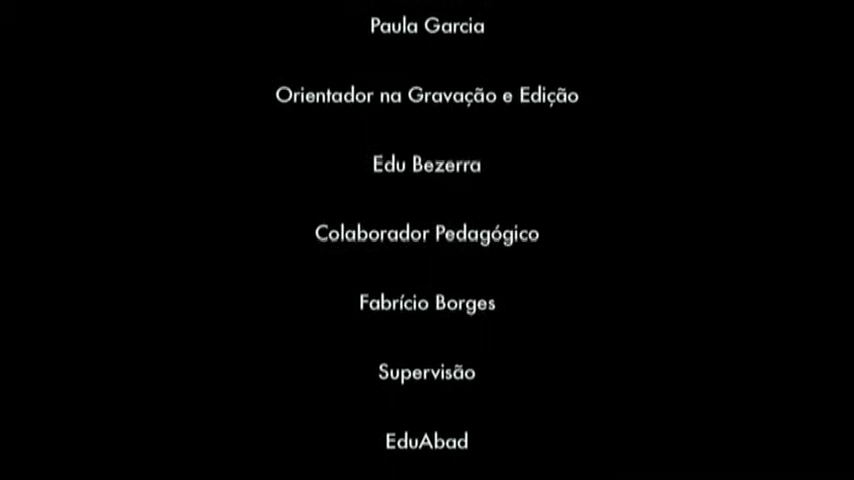 Paula Garcia
Orientador na Gravação e Edição
Edu Bezerra
Colaborador Pedagógico
Fabrício Borges
Supervisão
EduAbad